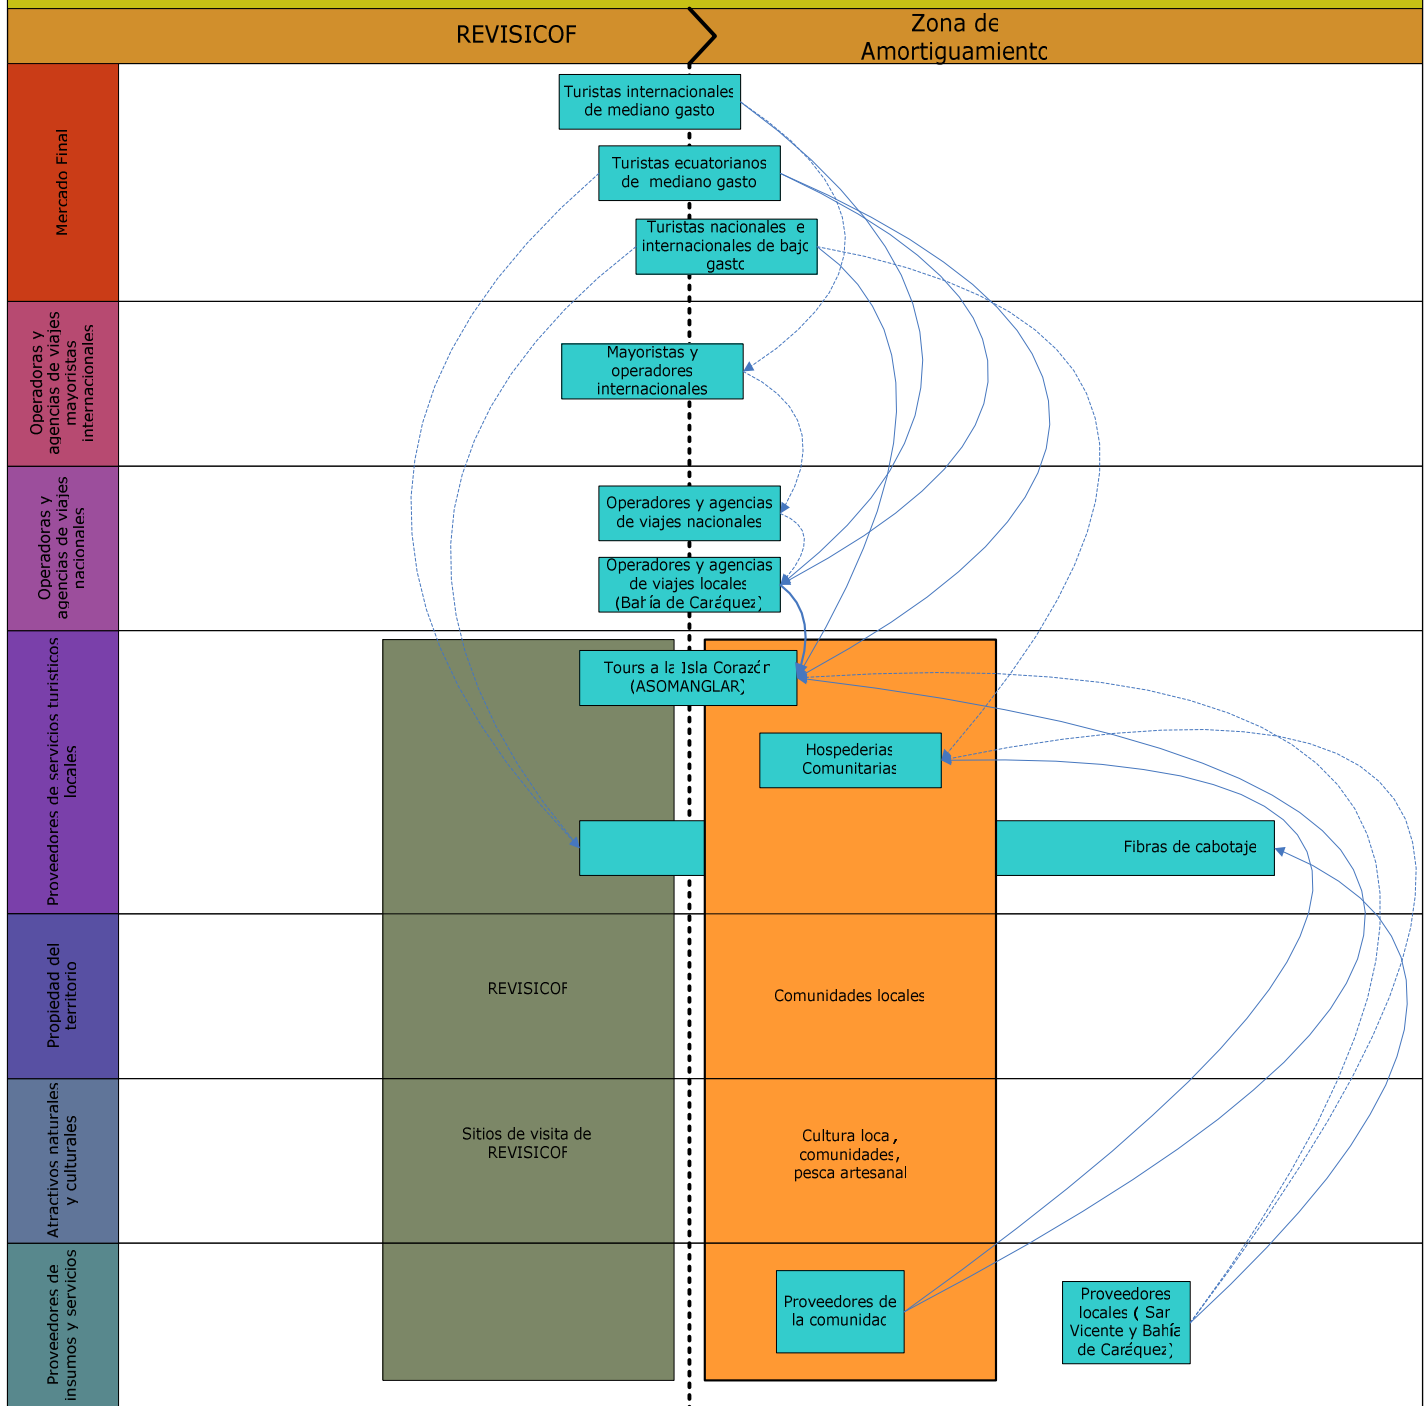 REVISICOF
Zona de
Amortiguamiento
Mercado Final
Turistas internacionales
de mediano gasto
Turistas ecuatorianos
de mediano gasto
Turistas nacionales e
internacionales de bajo
gasto
Operadoras y
agencias de viajes
mayoristas
internacionales
Mayoristas y
operadores
internacionales
Operadoras y
agencias de viajes
nacionales
Operadores y agencias
de viajes nacionales
Operadores y agencias
de viajes locales
(Bahía de Caráquez)
Proveedores de servicios turisticos
locales
Tours a la Isla Corazón
(ASOMANGLAR)
Hospederias
Comunitarias
Fibras de cabotaje
Propiedad del
territorio
REVISICOF
Comunidades locales
Atractivos naturales
y culturales
Sitios de visita de
REVISICOF
Cultura local,
comunidades,
pesca artesanal
Proveedores de
insumos y servicios
Proveedores de
la comunidad
Proveedores
locales ( San
Vicente y Bahía
de Caráquez)